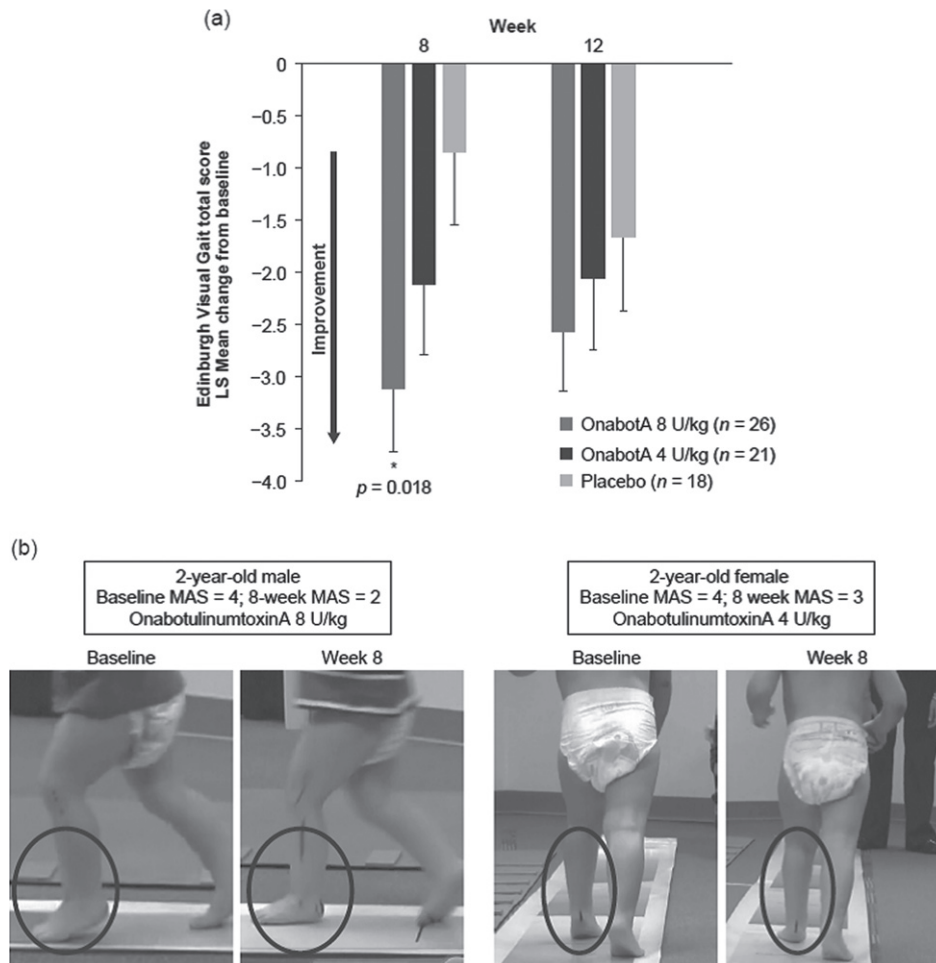 (a)
Week
8
12
0
−0.5
−1.0
−1.5
−2.0
−2.5
−3.0
−3.5
−4.0
Edinburgh Visual Gait total score
LS Mean change from baseline
Improvement
*
p = 0.018
OnabotA 8 U/kg (n = 26)
OnabotA 4 U/kg (n = 21)
Placebo (n = 18)
(b)
2-year-old male
Baseline MAS = 4; 8-week MAS = 2
OnabotulinumtoxinA 8 U/kg
Baseline
Week 8
2-year-old female
Baseline MAS = 4; 8 week MAS = 3
OnabotulinumtoxinA 4 U/kg
Baseline
Week 8